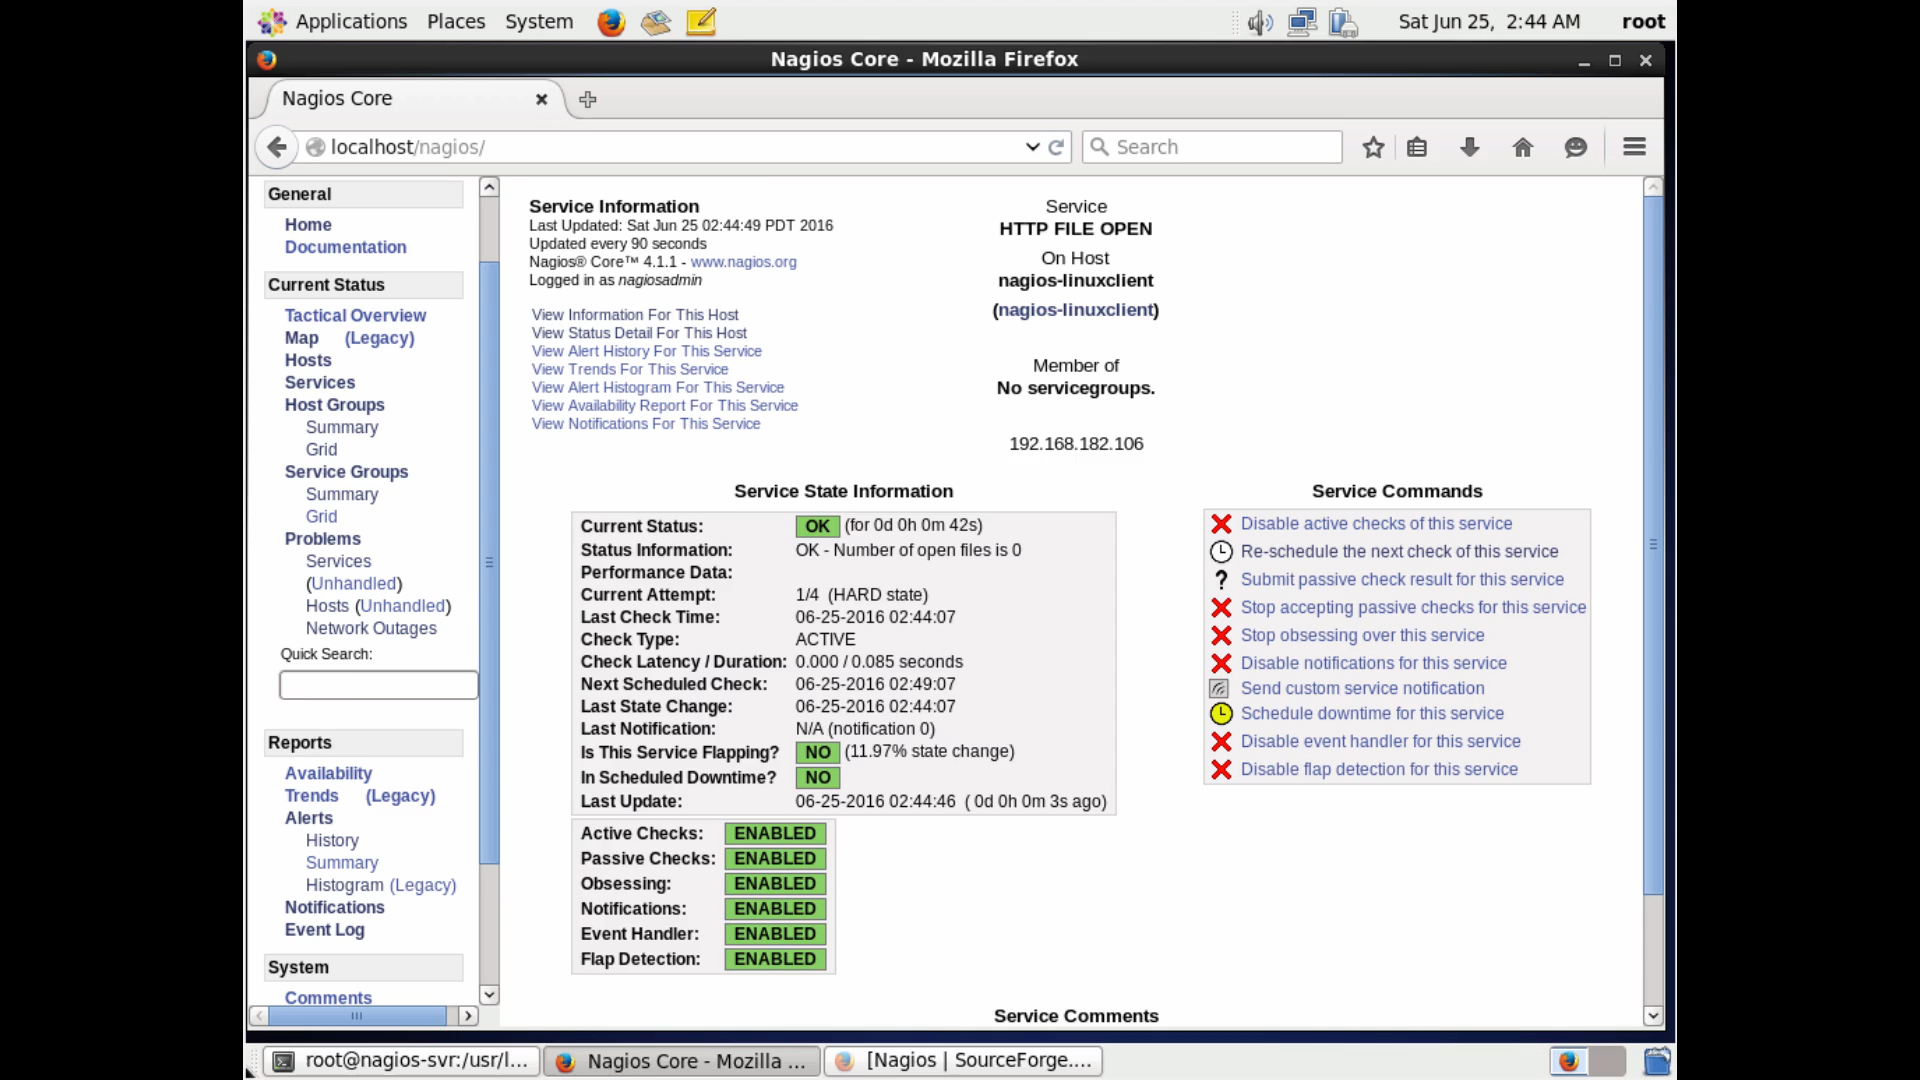 Applications Places System
Sat Jun 25, 2:44 AM root
Nagios Core - Mozilla Firefox
Nagios Core
localhost/nagios/
Search
General
Home
Documentation
Current Status
Tactical Overview
Map (Legacy)
Hosts
Services
Host Groups
Summary
Grid
Service Groups
Summary
Grid
Problems
Services
(Unhandled)
Hosts (Unhandled)
Network Outages
Quick Search:
Reports
Availability
Trends (Legacy)
Alerts
History
Summary
Histogram (Legacy)
Notifications
Event Log
System
Comments
Service Information
Last Updated: Sat Jun 25 02:44:49 PDT 2016
Updated every 90 seconds
Nagios® Core™ 4.1.1 - www.nagios.org
Logged in as nagiosadmin
View Information For This Host
View Status Detail For This Host
View Alert History For This Service
View Trends For This Service
View Alert Histogram For This Service
View Availability Report For This Service
View Notifications For This Service
Service
HTTP FILE OPEN
On Host
nagios-linuxclient
(nagios-linuxclient)
Member of
No servicegroups.
192.168.182.106
Service State Information
Current Status: OK (for 0d 0h 0m 42s)
Status Information: OK - Number of open files is 0
Performance Data:
Current Attempt: 1/4 (HARD state)
Last Check Time: 06-25-2016 02:44:07
Check Type: ACTIVE
Check Latency / Duration: 0.000 / 0.085 seconds
Next Scheduled Check: 06-25-2016 02:49:07
Last State Change: 06-25-2016 02:44:07
Last Notification: N/A (notification 0)
Is This Service Flapping? NO (11.97% state change)
In Scheduled Downtime? NO
Last Update: 06-25-2016 02:44:46 ( 0d 0h 0m 3s ago)
Active Checks: ENABLED
Passive Checks: ENABLED
Obsessing: ENABLED
Notifications: ENABLED
Event Handler: ENABLED
Flap Detection: ENABLED
Service Commands
Disable active checks of this service
Re-schedule the next check of this service
Submit passive check result for this service
Stop accepting passive checks for this service
Stop obsessing over this service
Disable notifications for this service
Send custom service notification
Schedule downtime for this service
Disable event handler for this service
Disable flap detection for this service
Service Comments
root@nagios-svr:/usr/l...
Nagios Core - Mozilla ...
[Nagios | SourceForge....